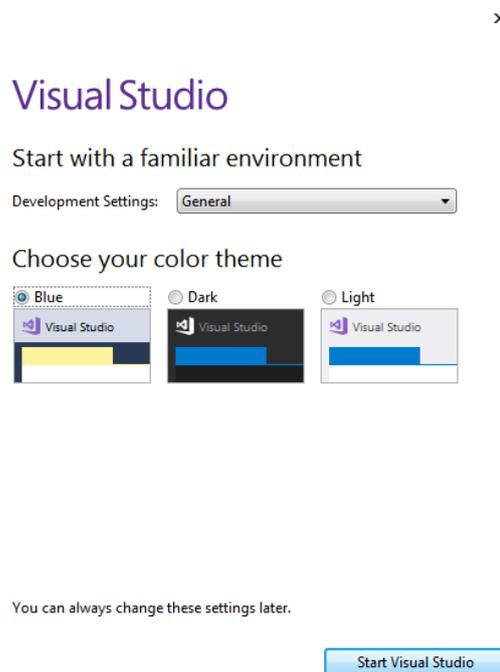 Visual Studio
Start with a familiar environment
Development Settings: General
Choose your color theme
Blue Dark Light
Visual Studio Visual Studio Visual Studio
You can always change these settings later.
Start Visual Studio